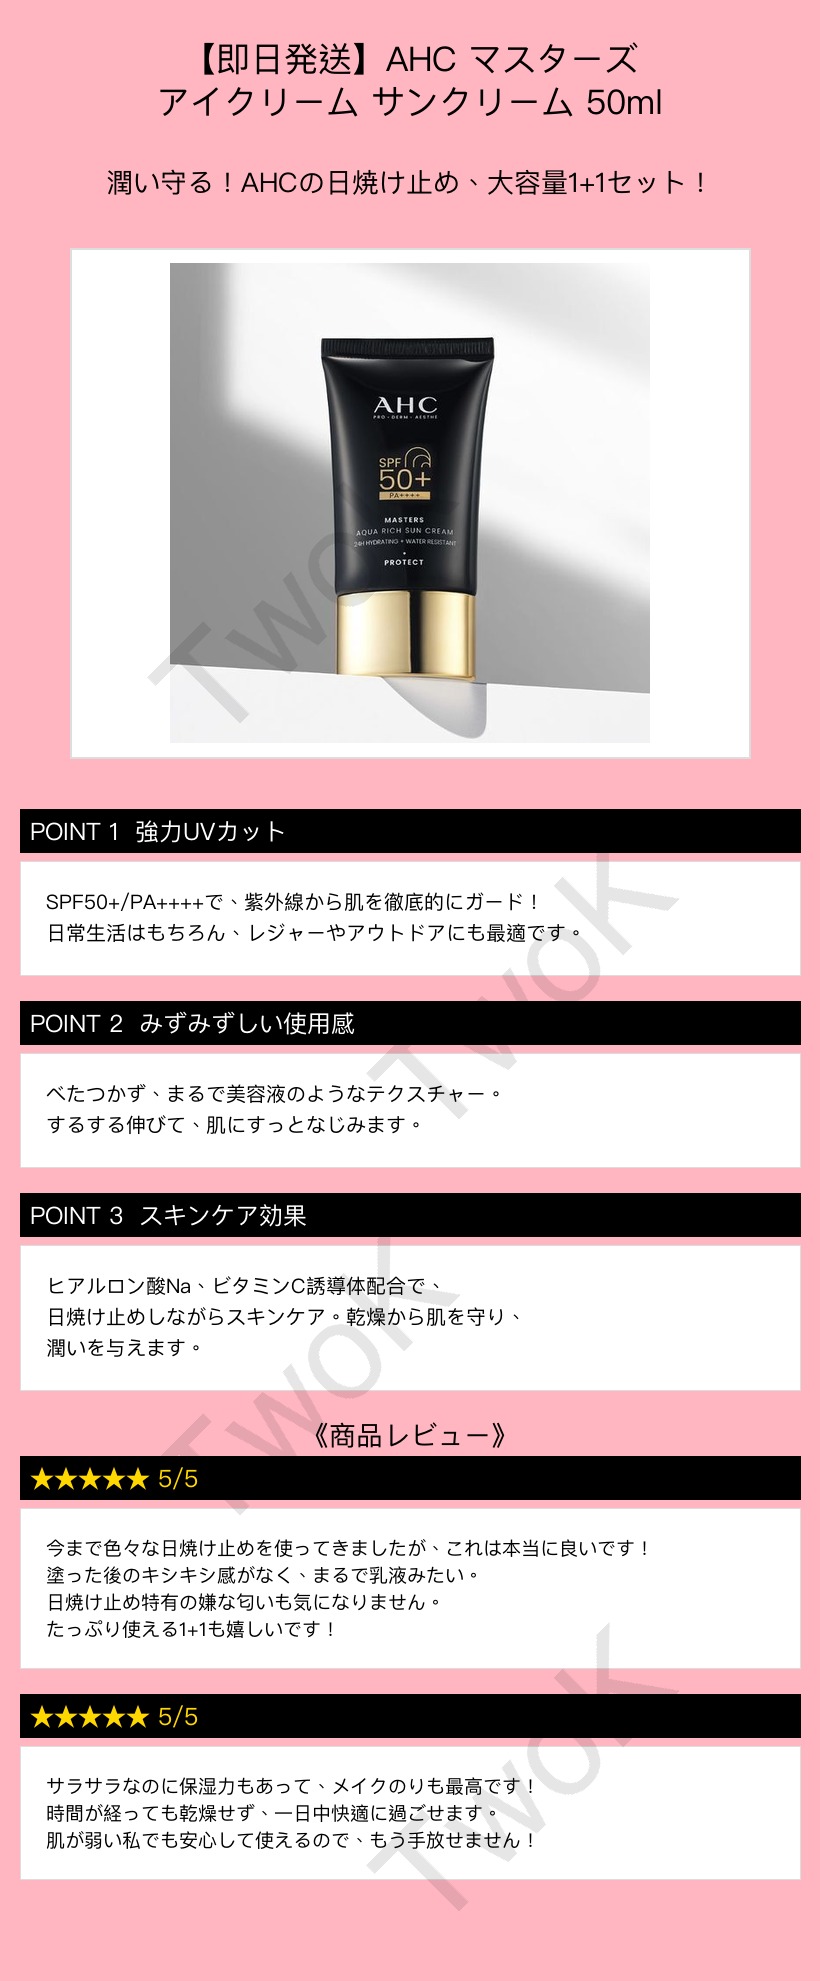 【即日発送】AHC マスターズ
アイクリーム サンクリーム 50ml
潤い守る！AHCの日焼け止め、大容量1+1セット！
AHC
PRO・DERM・AESTHE
SPF
50+
PA++++
MASTERS
AQUA RICH SUN CREAM
24H HYDRATING + WATER RESISTANT
PROTECT
POINT 1 強力UVカット
SPF50+/PA++++で、紫外線から肌を徹底的にガード！
日常生活はもちろん、レジャーやアウトドアにも最適です。
POINT 2 みずみずしい使用感
べたつかず、まるで美容液のようなテクスチャー。
するする伸びて、肌にすっとなじみます。
POINT 3 スキンケア効果
ヒアルロン酸Na、ビタミンC誘導体配合で、
日焼け止めしながらスキンケア。乾燥から肌を守り、
潤いを与えます。
《商品レビュー》
★★★★★ 5/5
今まで色々な日焼け止めを使ってきましたが、これは本当に良いです！
塗った後のキシキシ感がなく、まるで乳液みたい。
日焼け止め特有の嫌な匂いも気になりません。
たっぷり使える1+1も嬉しいです！
★★★★★ 5/5
サラサラなのに保湿力もあって、メイクのりも最高です！
時間が経っても乾燥せず、一日中快適に過ごせます。
肌が弱い私でも安心して使えるので、もう手放せません！
TwoK
TwoK
TwoK
TwoK